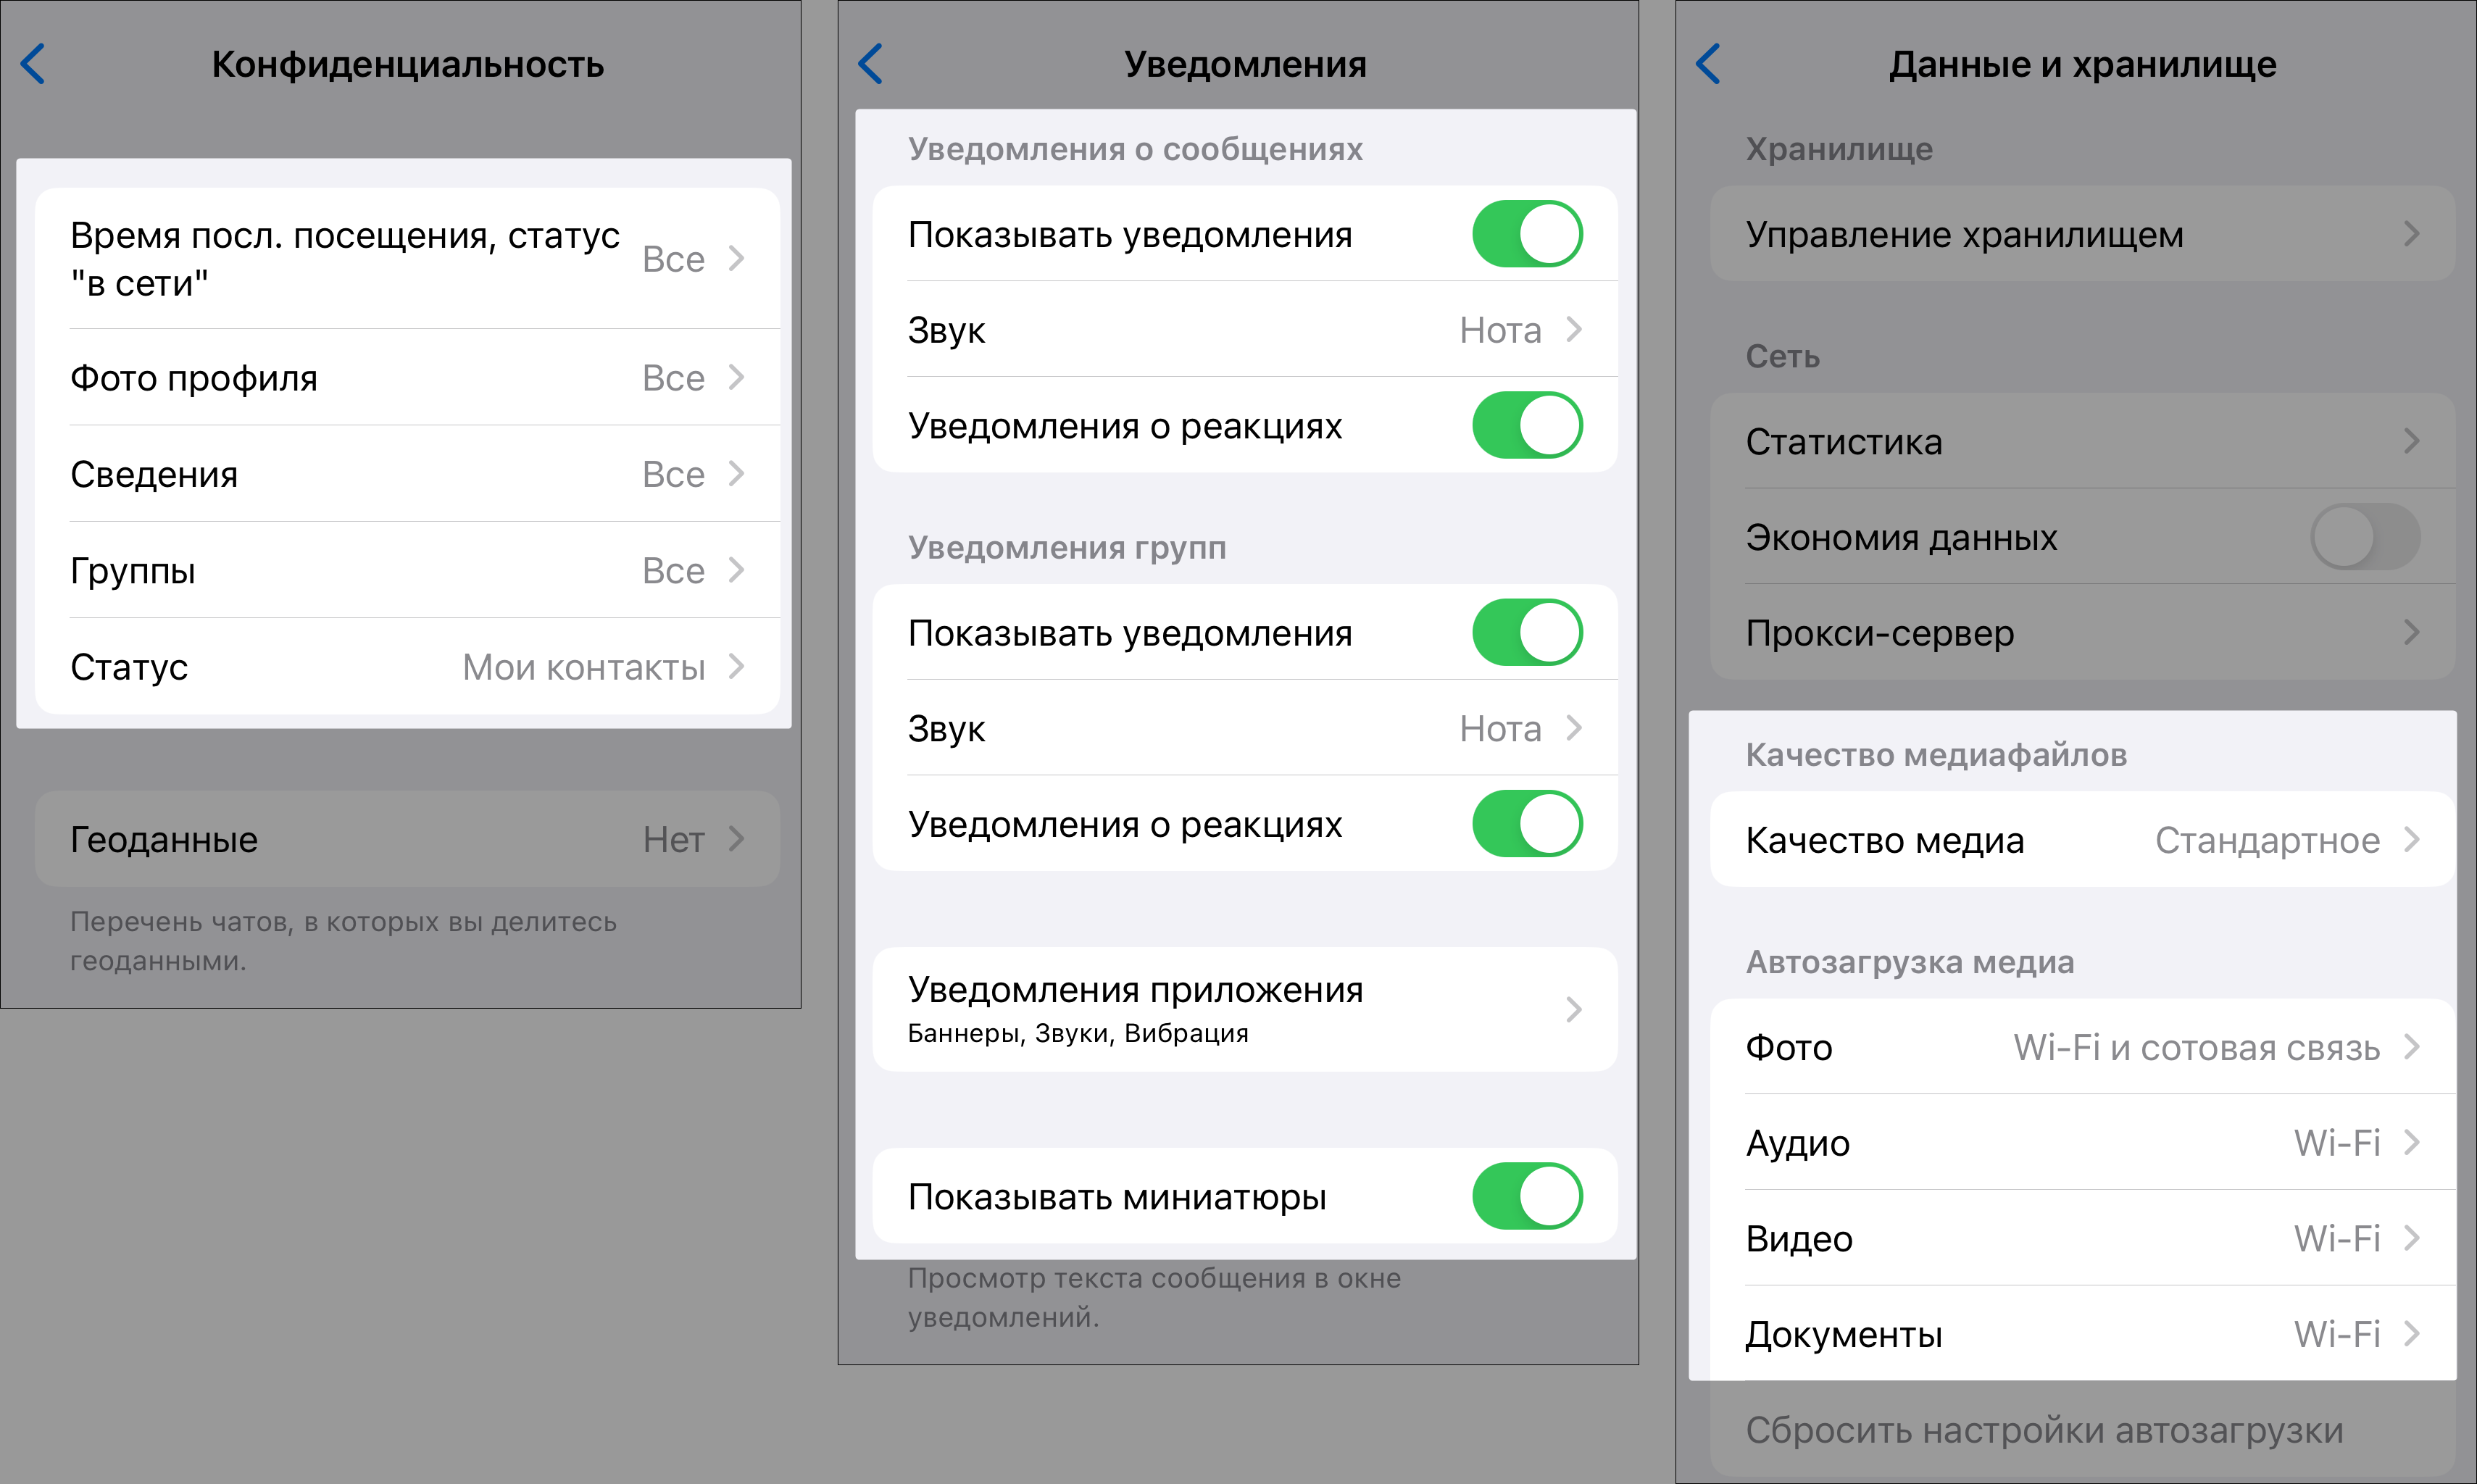 Конфиденциальность
Время посл. посещения, статус
"в сети"
Все
Фото профиля Все
Сведения Все
Группы Все
Статус Мои контакты
Геоданные Нет
Перечень чатов, в которых вы делитесь
геоданными.
Уведомления
Уведомления о сообщениях
Показывать уведомления
Звук Нота
Уведомления о реакциях
Уведомления групп
Показывать уведомления
Звук Нота
Уведомления о реакциях
Уведомления приложения
Баннеры, Звуки, Вибрация
Показывать миниатюры
Просмотр текста сообщения в окне
уведомлений.
Данные и хранилище
Хранилище
Управление хранилищем
Сеть
Статистика
Экономия данных
Прокси-сервер
Качество медиафайлов
Качество медиа Стандартное
Автозагрузка медиа
Фото Wi-Fi и сотовая связь
Аудио Wi-Fi
Видео Wi-Fi
Документы Wi-Fi
Сбросить настройки автозагрузки